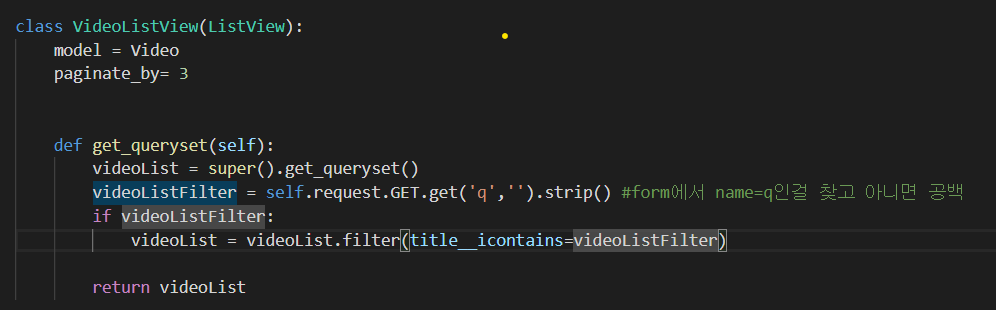 class VideoListView(ListView):
    model = Video
    paginate_by= 3
    def get_queryset(self):
        videoList = super().get_queryset()
        videoListFilter = self.request.GET.get('q','').strip() #form에서 name=q인걸 찾고 아니면 공백
        if videoListFilter:
            videoList = videoList.filter(title__icontains=videoListFilter)
        return videoList